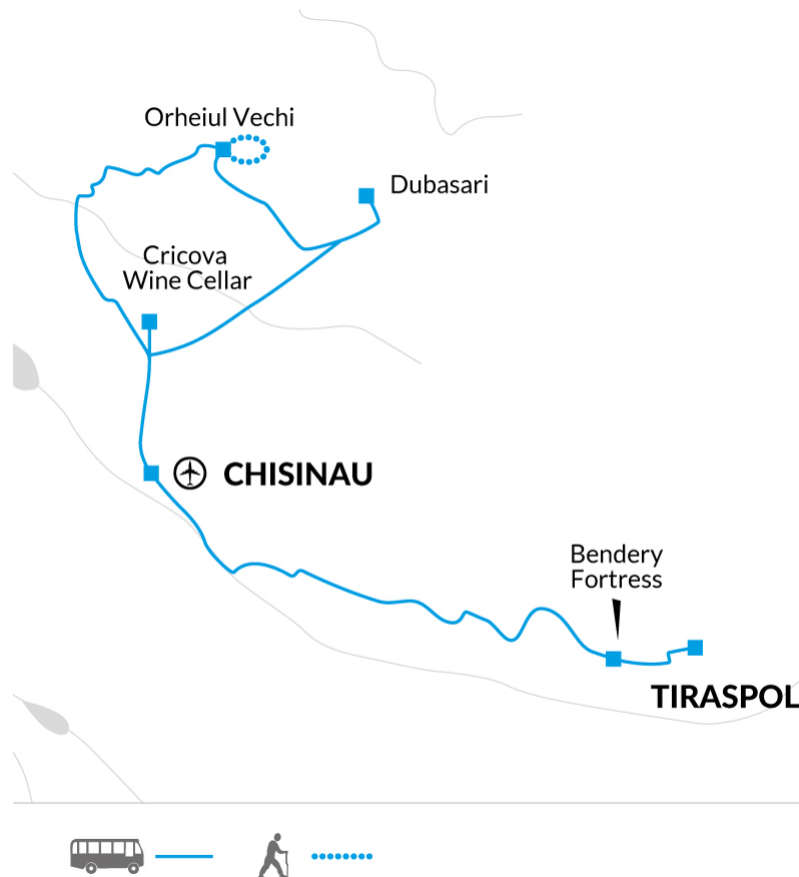 Orheiul Vechi
Dubasari
Cricova
Wine Cellar
CHISINAU
Bendery
Fortress
TIRASPOL